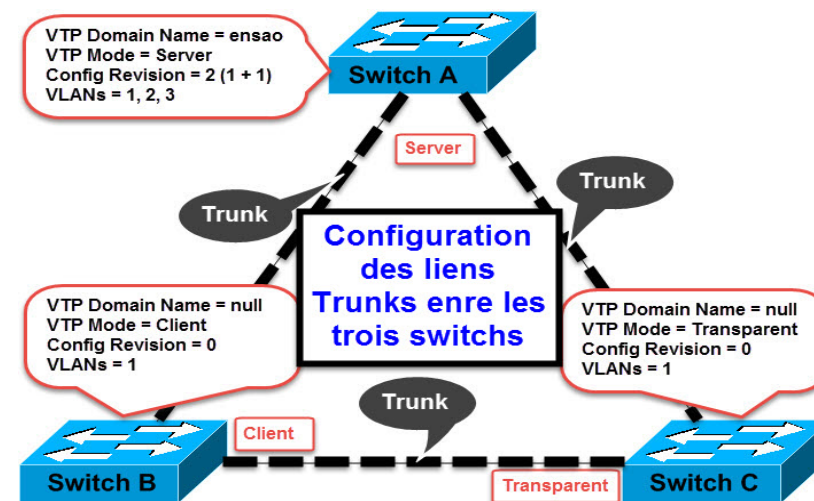 VTP Domain Name = ensao
VTP Mode = Server
Config Revision = 2 (1 + 1)
VLANs = 1, 2, 3
Switch A
Server
Trunk
Trunk
Configuration
des liens
Trunks enre les
trois switchs
VTP Domain Name = null
VTP Mode = Client
Config Revision = 0
VLANs = 1
VTP Domain Name = null
VTP Mode = Transparent
Config Revision = 0
VLANs = 1
Trunk
Client
Switch B
Transparent
Switch C